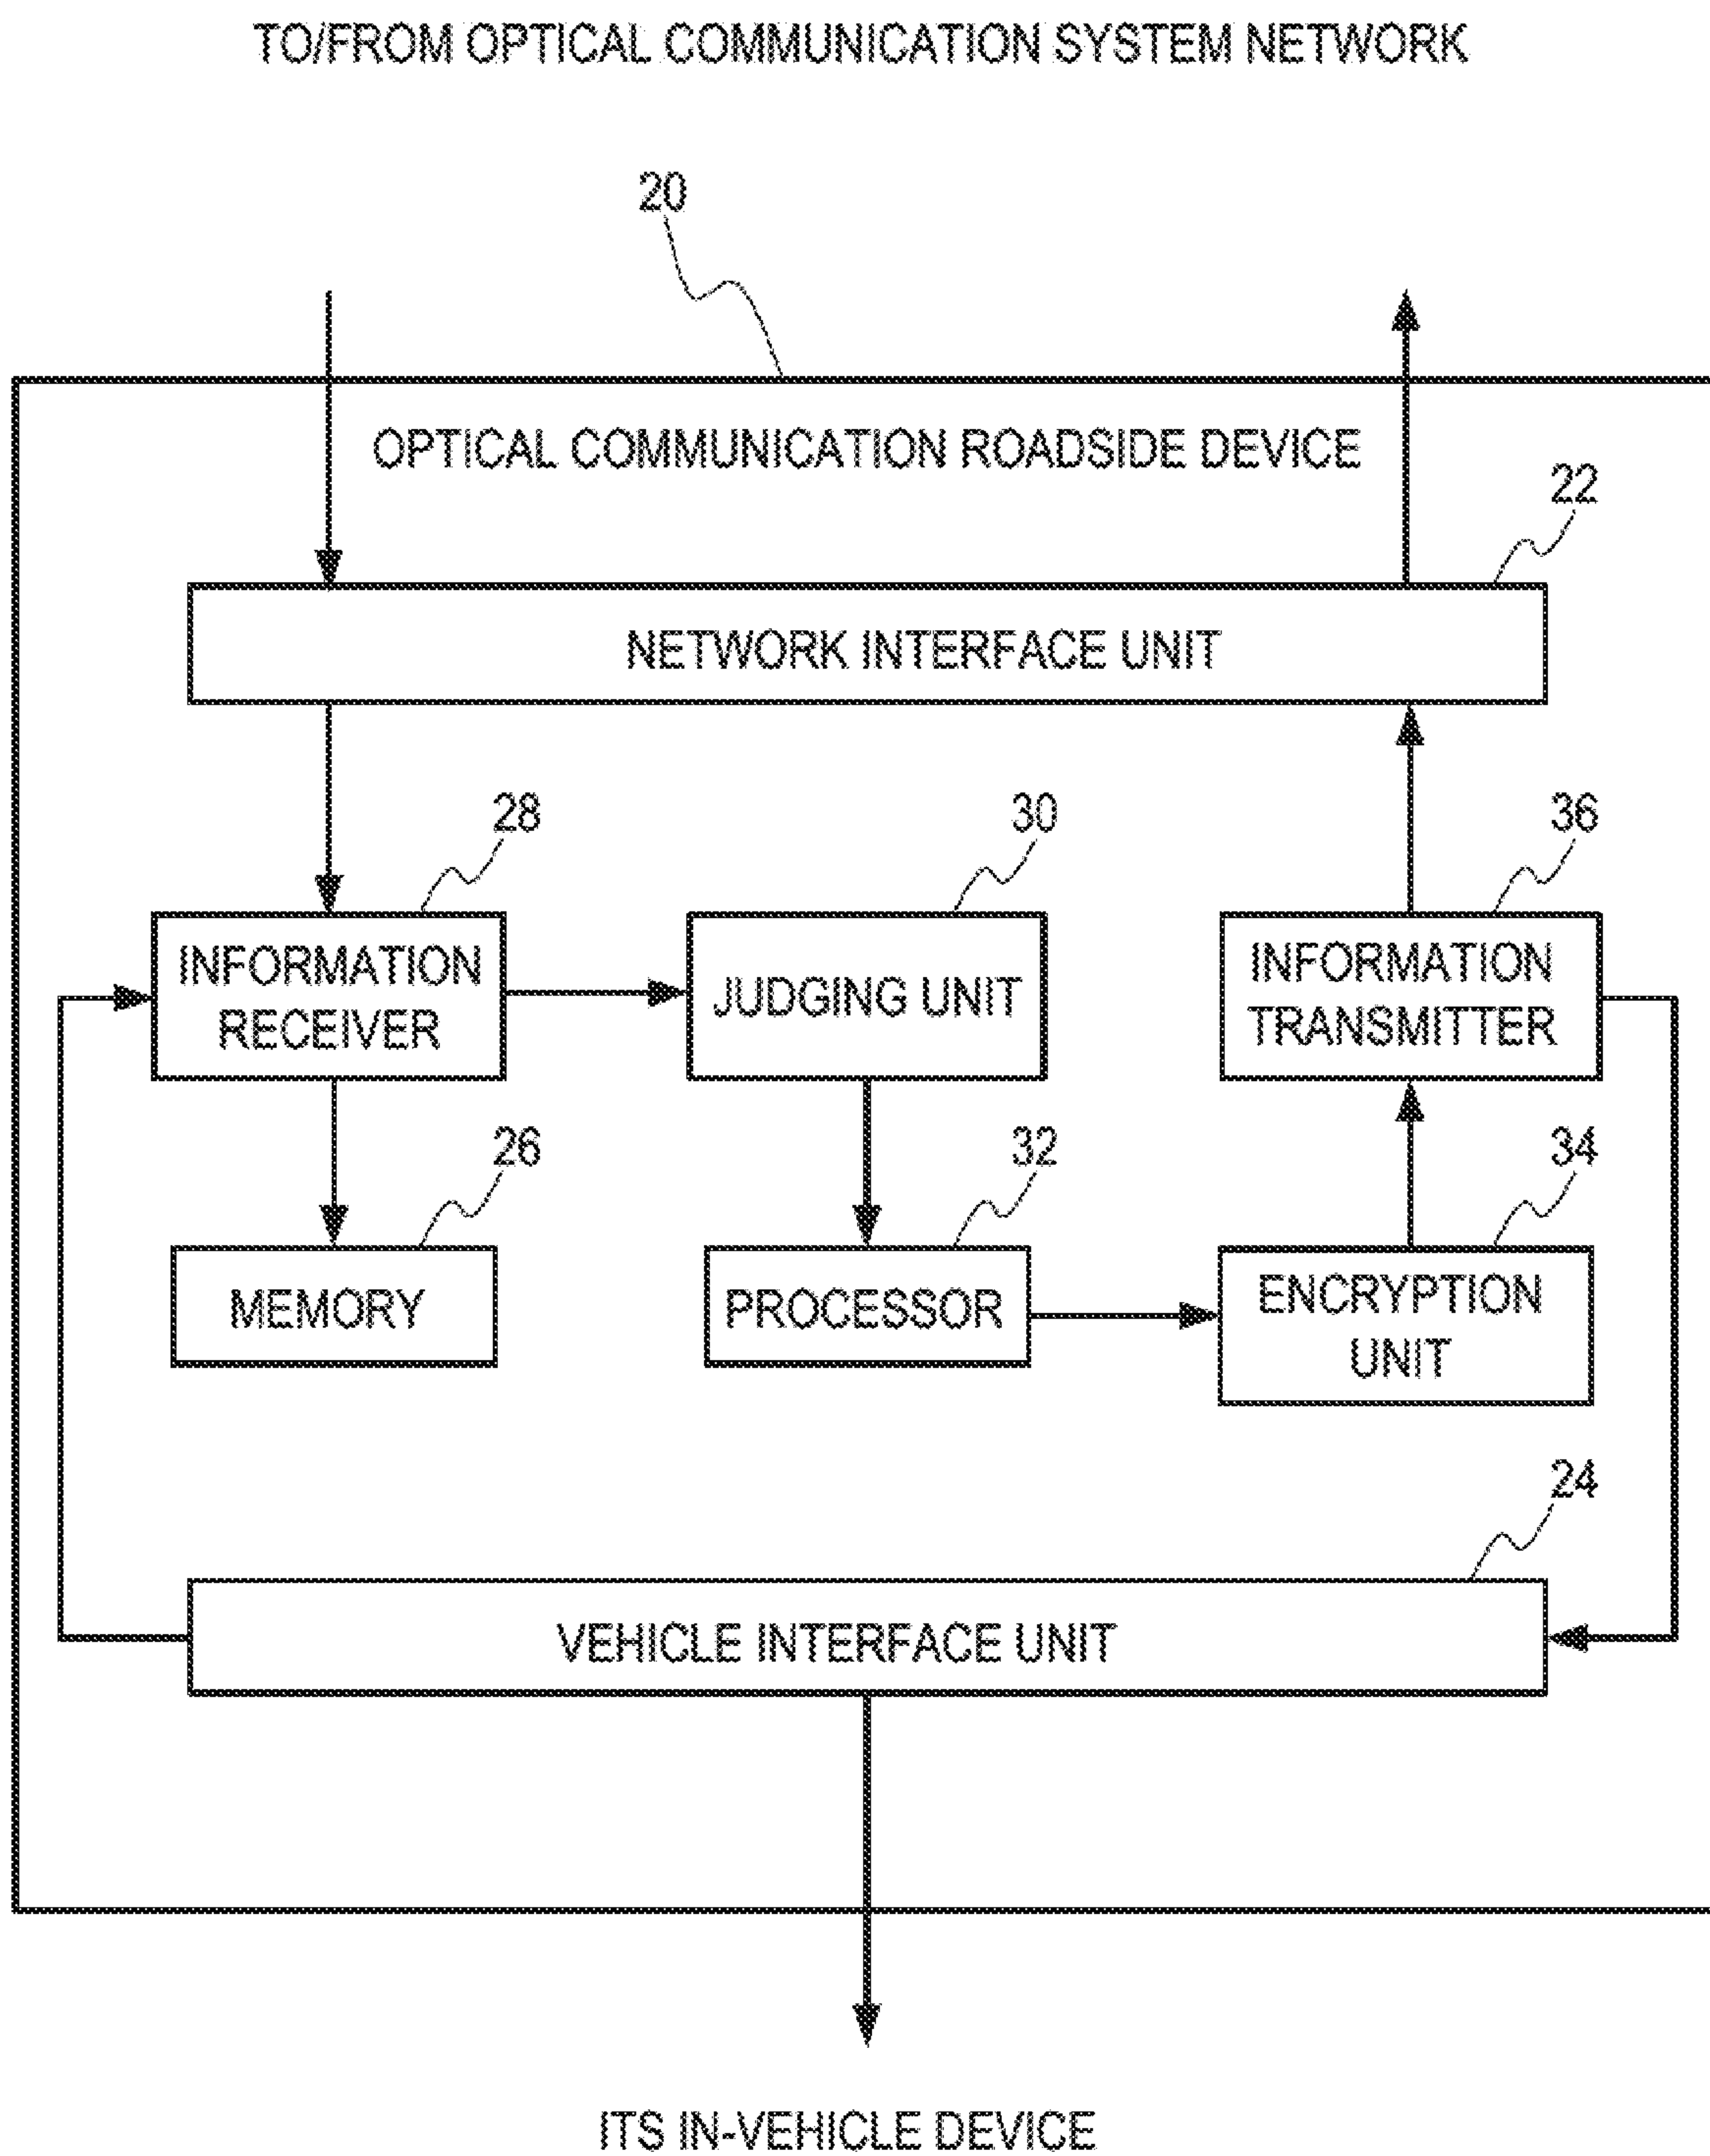 TO/FROM OPTICAL COMMUNICATION SYSTEM NETWORK
20
OPTICAL COMMUNICATION ROADSIDE DEVICE
22
NETWORK INTERFACE UNIT
28
30
36
INFORMATION
RECEIVER
JUDGING UNIT
INFORMATION
TRANSMITTER
26
32
34
MEMORY
PROCESSOR
ENCRYPTION
UNIT
24
VEHICLE INTERFACE UNIT
ITS IN-VEHICLE DEVICE